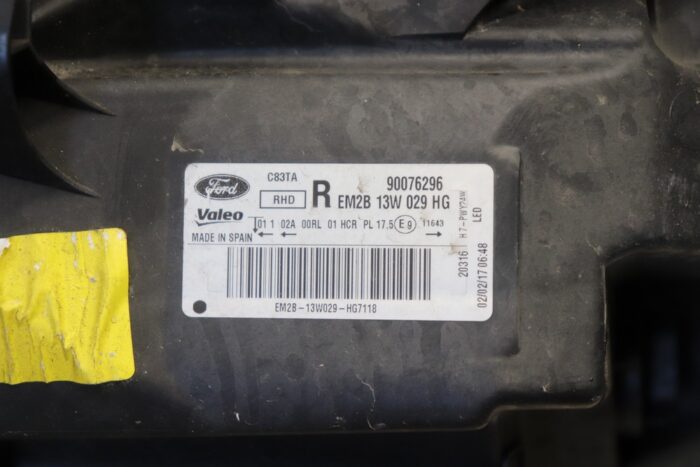 Ford
C83TA
90076296
RHD
R EM2B 13W 029 HG
Valeo
01 1 02A 00RL 01 HCR PL 17.5 E9 11643
MADE IN SPAIN
EM2B-13W029-HG7118
H7-PWY24W
LED
20316
02/02/17 06:48